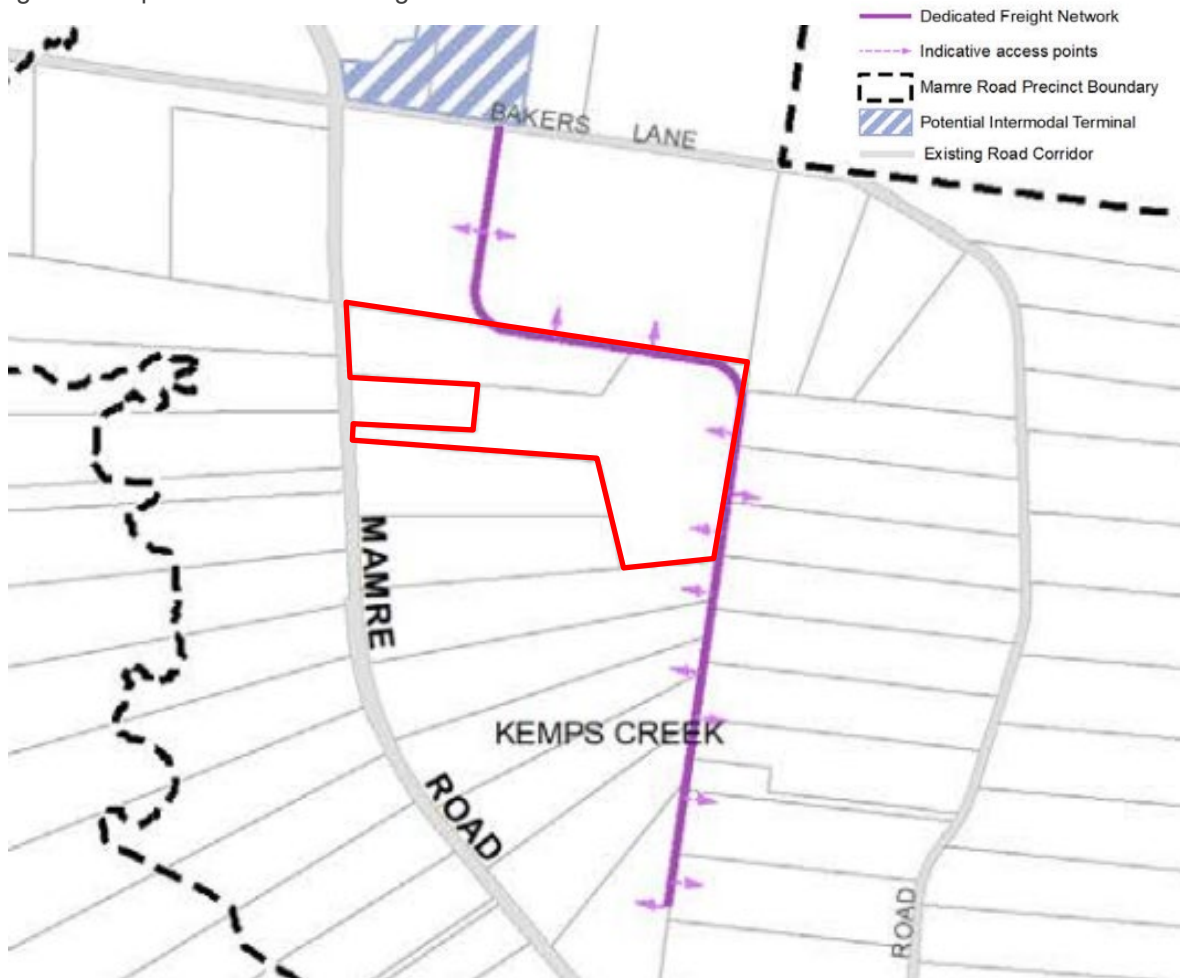 Dedicated Freight Network
Indicative access points
Mamre Road Precinct Boundary
Potential Intermodal Terminal
Existing Road Corridor
BAKERS LANE
MAMRE
ROAD
KEMPS CREEK
ROAD